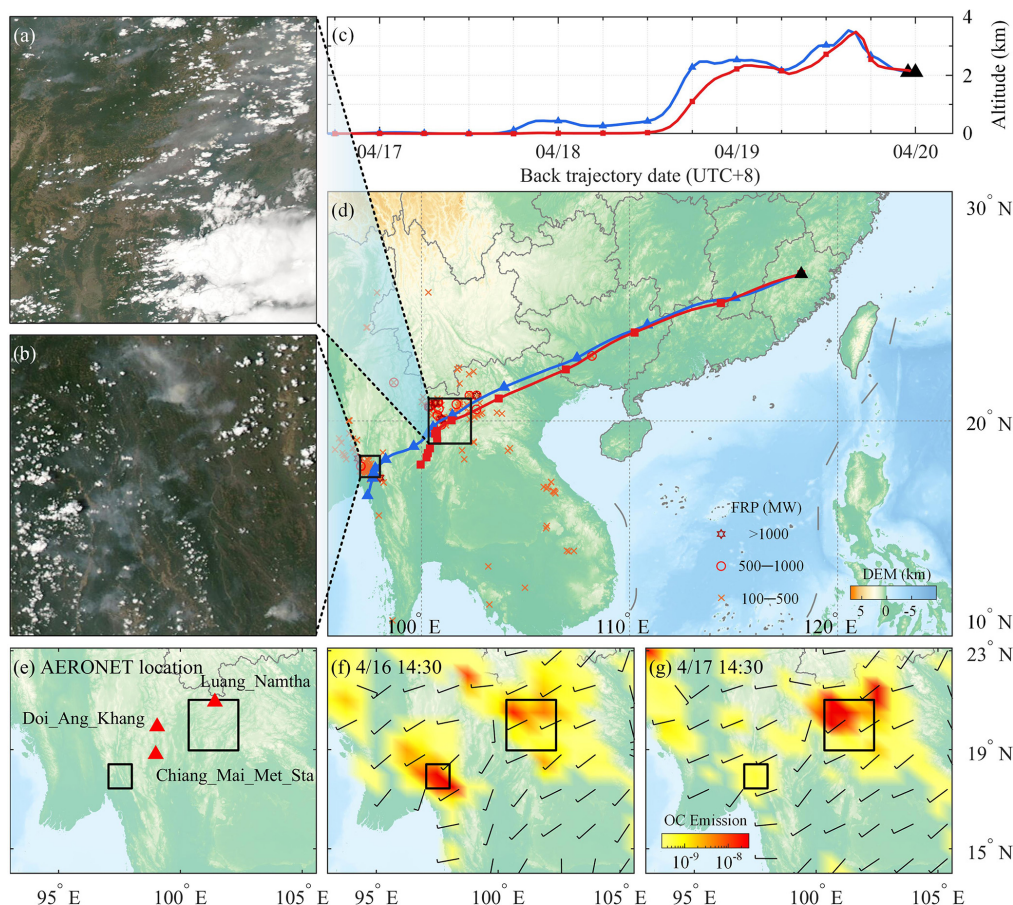 (a)
(b)
(c)
4
2
0
Altitude (km)
04/17
04/18
04/19
04/20
Back trajectory date (UTC+8)
(d)
30° N
20° N
10° N
FRP (MW)
>1000
500—1000
100—500
DEM (km)
5 0 -5
100° E
110° E
120° E
(e) AERONET location
Luang_Namtha
Doi_Ang_Khang
Chiang_Mai_Met_Sta
95° E
100° E
105° E
(f) 4/16 14:30
95° E
100° E
105° E
(g) 4/17 14:30
OC Emission
10⁻⁹ 10⁻⁸
95° E
100° E
105° E
23° N
19° N
15° N